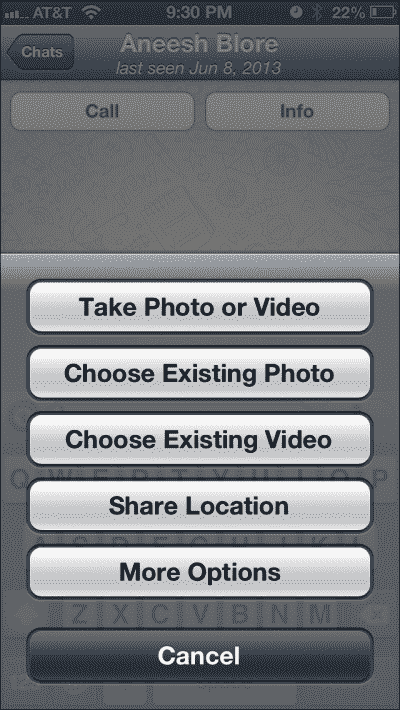 AT&T 9:30 PM 22%
Chats
Aneesh Blore
last seen Jun 8, 2013
Call Info
Take Photo or Video
Choose Existing Photo
Choose Existing Video
Share Location
More Options
Z X C V B N M
Cancel